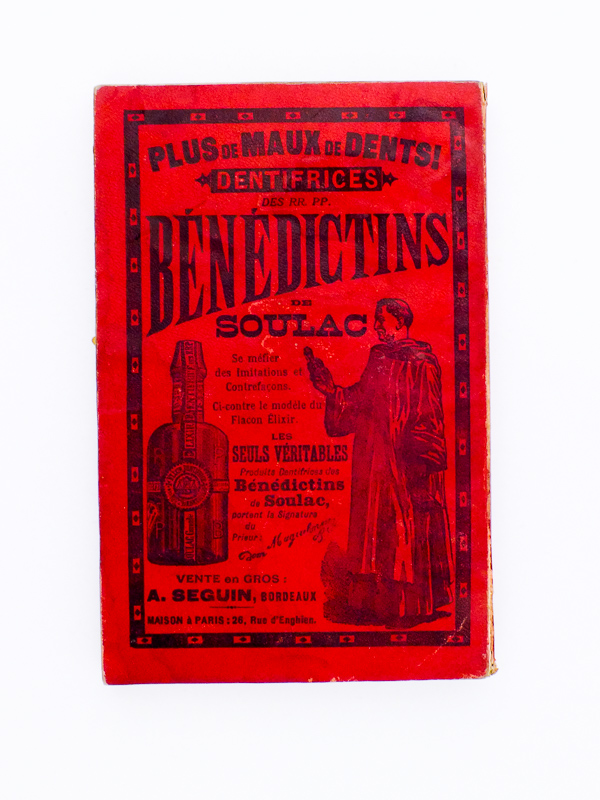 PLUS DE MAUX DE DENTS!
DENTIFRICES
DES RR. PP.
BÉNÉDICTINS
DE
SOULAC
Se méfier
des Imitations et
Contrefaçons.
Ci-contre le modèle du
Flacon Élixir.
LES
SEULS VÉRITABLES
Produits Dentifrices des
Bénédictins
de Soulac,
portent la Signature
du
Prieur:
VENTE en GROS:
A. SEGUIN, BORDEAUX
MAISON À PARIS: 26, Rue d'Enghien.